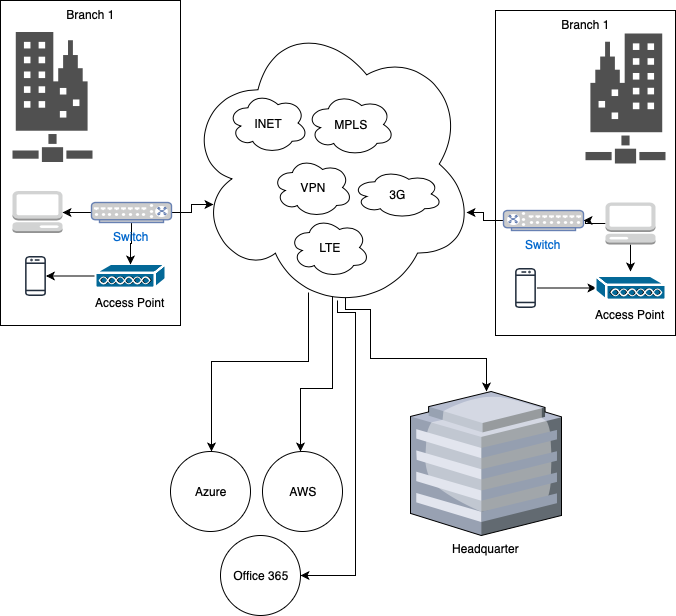 Branch 1
Branch 1
INET
MPLS
VPN
3G
LTE
Switch
Access Point
Switch
Access Point
Azure
AWS
Office 365
Headquarter